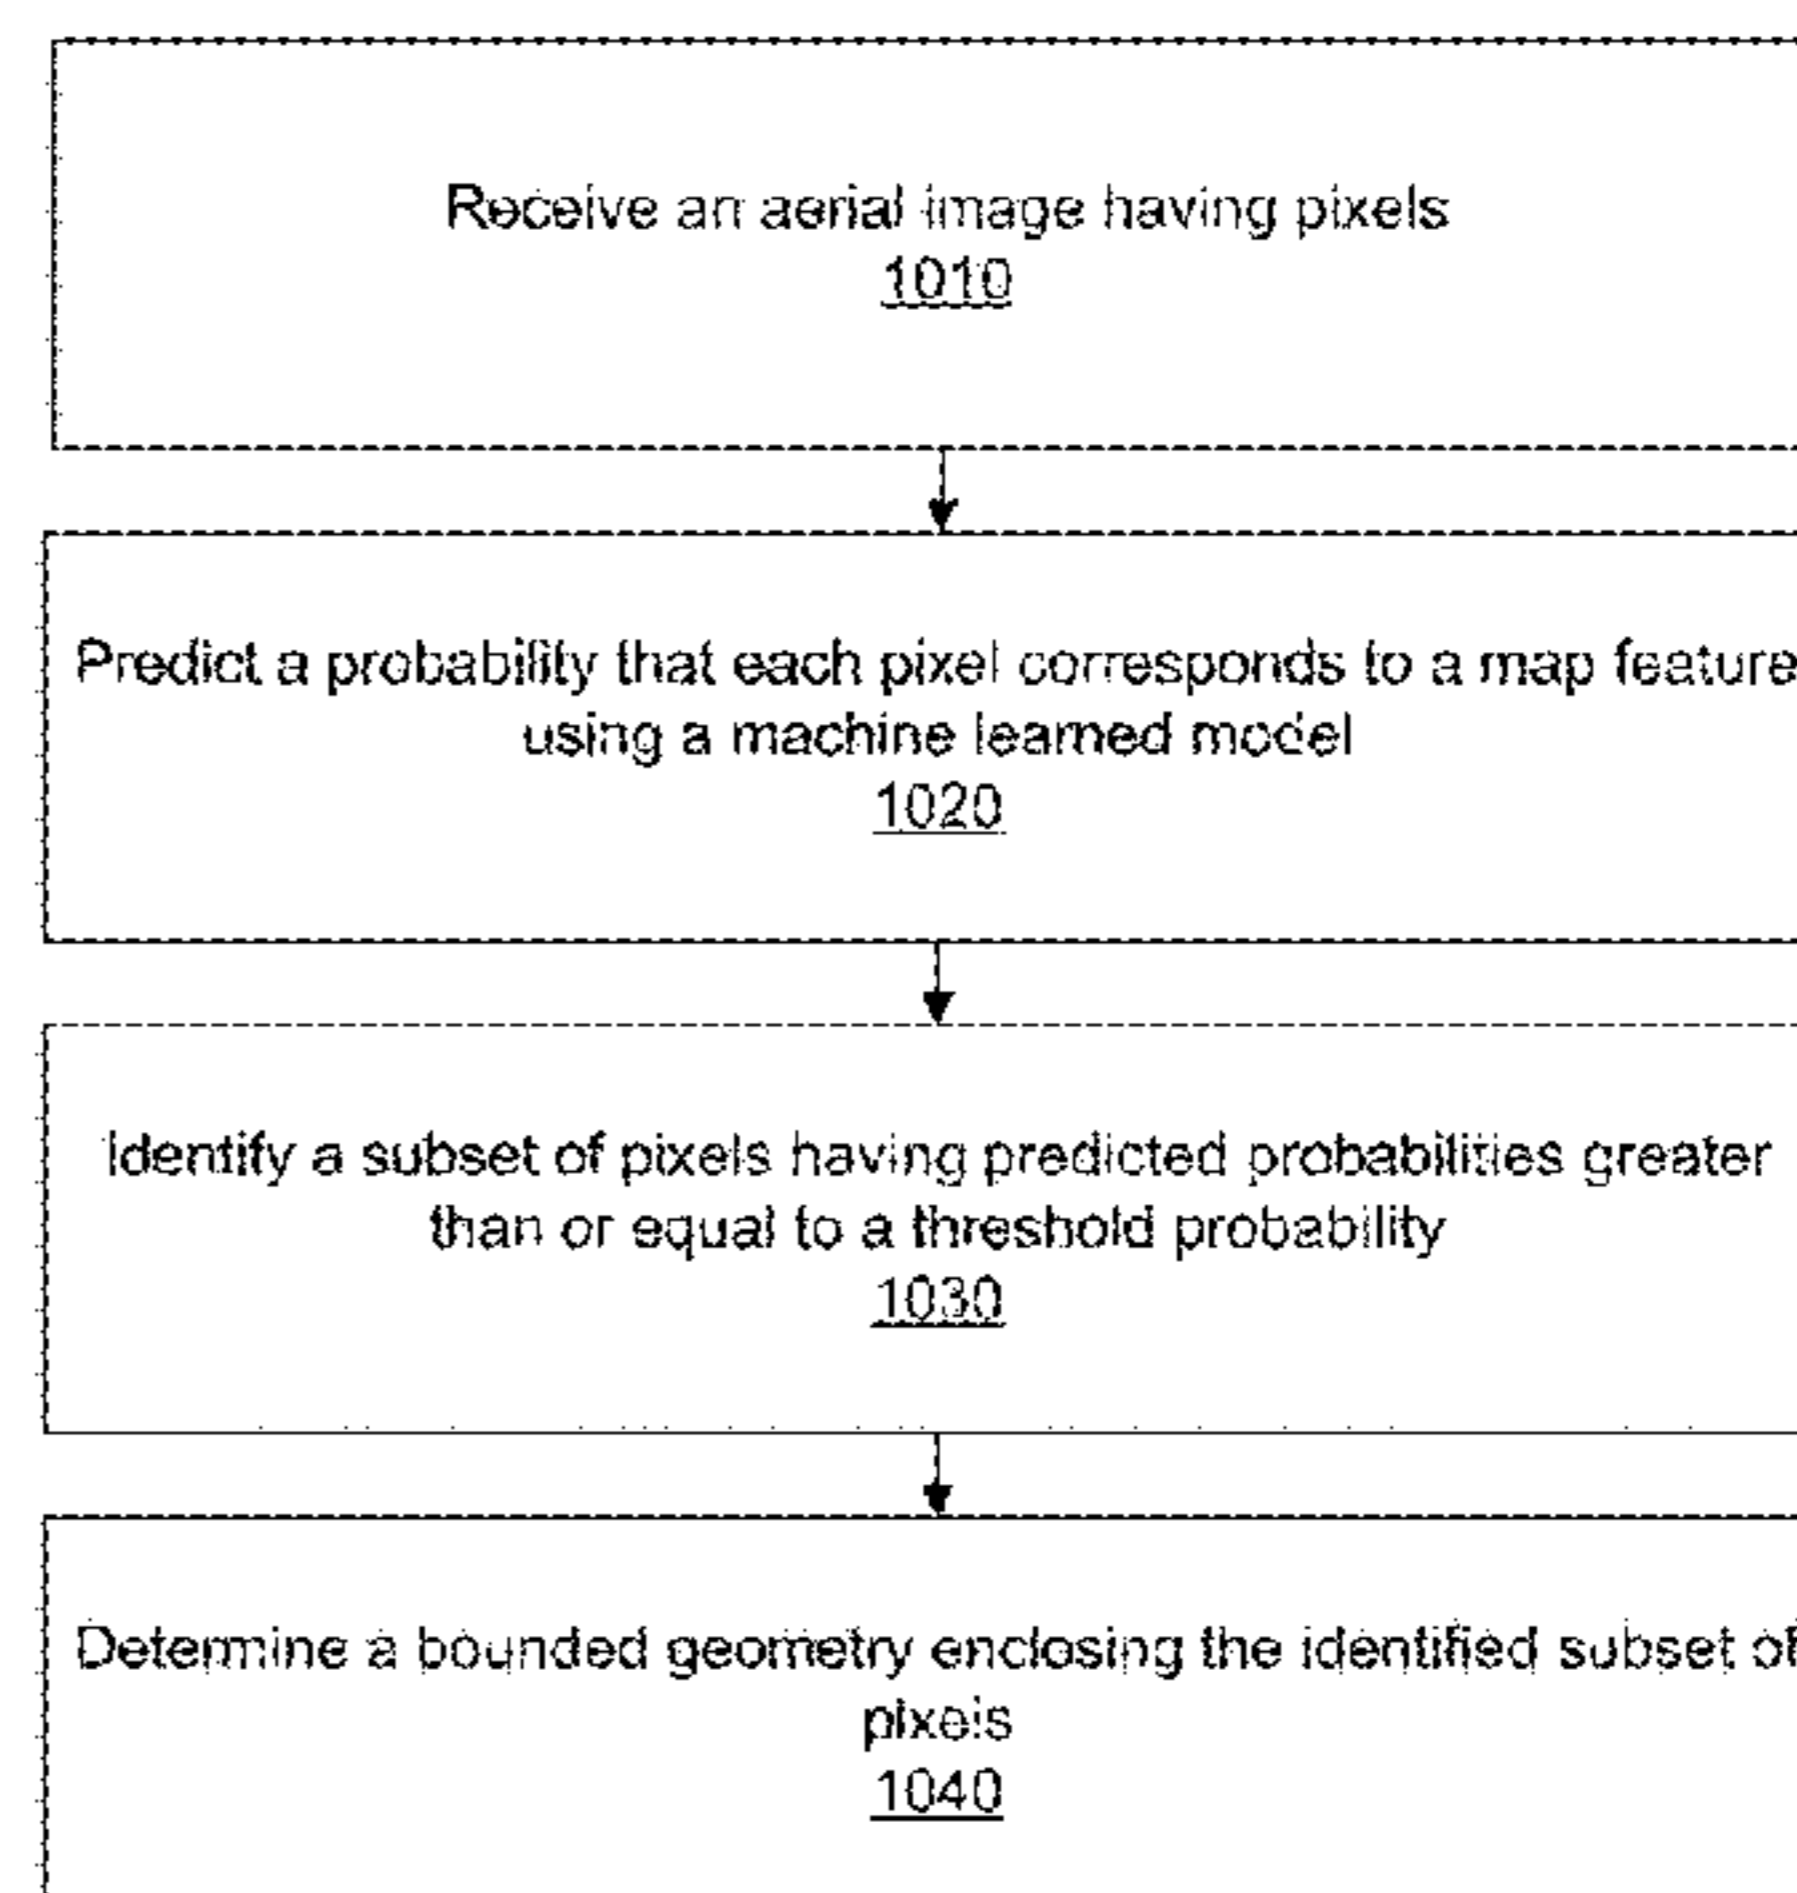 Receive an aerial image having pixels
1010
Predict a probability that each pixel corresponds to a map feature
using a machine learned model
1020
Identify a subset of pixels having predicted probabilities greater
than or equal to a threshold probability
1030
Determine a bounded geometry enclosing the identified subset of
pixels
1040